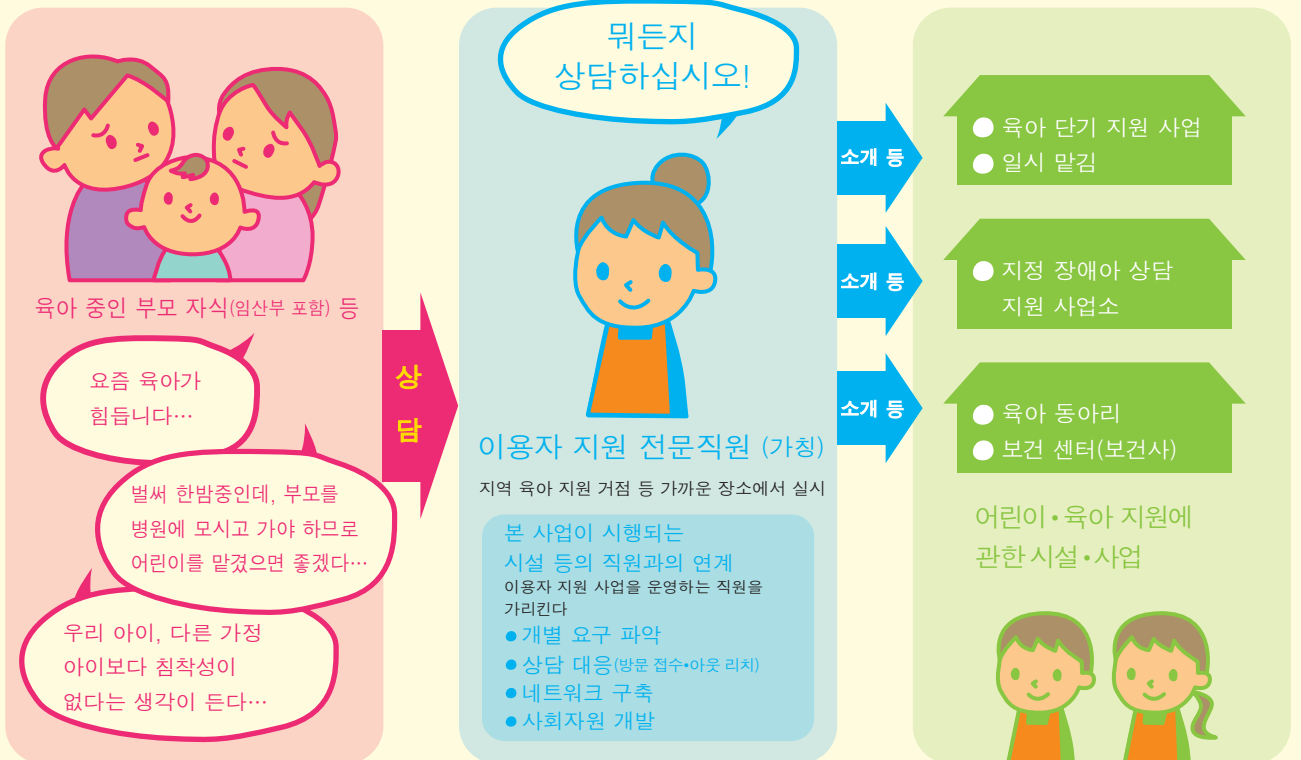 육아 중인 부모 자식(임산부 포함) 등
요즘 육아가
힘듭니다…
벌써 한밤중인데, 부모를
병원에 모시고 가야 하므로
어린이를 맡겼으면 좋겠다…
우리 아이, 다른 가정
아이보다 침착성이
없다는 생각이 든다…
상
담
뭐든지
상담하십시오!
이용자 지원 전문직원 (가칭)
지역 육아 지원 거점 등 가까운 장소에서 실시
본 사업이 시행되는
시설 등의 직원과의 연계
이용자 지원 사업을 운영하는 직원을
가리킨다
●개별 요구 파악
●상담 대응(방문 접수•아웃 리치)
●네트워크 구축
●사회자원 개발
소개 등
소개 등
소개 등
● 육아 단기 지원 사업
● 일시 맡김
● 지정 장애아 상담
지원 사업소
● 육아 동아리
● 보건 센터(보건사)
어린이•육아 지원에
관한 시설•사업